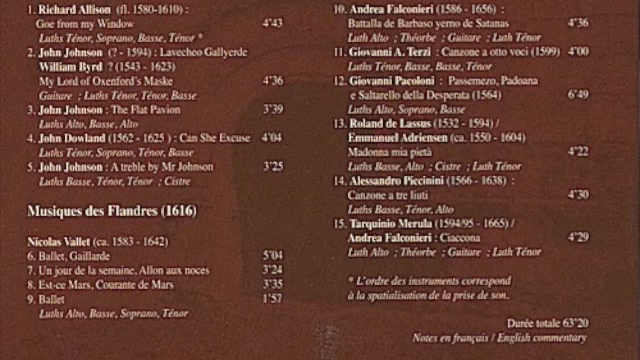 1. Richard Allison (fl. 1580-1610) :
Goe from my Window 4'43
Luths Ténor, Soprano, Basse, Ténor *
2. John Johnson (? - 1594) : Lavecheo Gallyerde
William Byrd ? (1543 - 1623)
My Lord of Oxenford's Maske 4'36
Guitare ; Luths Ténor, Ténor, Basse
3. John Johnson : The Flat Pavion 3'39
Luths Alto, Basse, Alto
4. John Dowland (1562 - 1625 ) : Can She Excuse 4'04
Luths Ténor, Soprano, Ténor, Basse
5. John Johnson : A treble by Mr Johnson 3'25
Luths Basse, Ténor, Ténor ; Cistre
Musiques des Flandres (1616)
Nicolas Vallet (ca. 1583 - 1642)
6. Ballet, Gaillarde 5'04
7. Un jour de la semaine, Allon aux noces 3'24
8. Est-ce Mars, Courante de Mars 3'35
9. Ballet 1'57
Luths Alto, Basse, Soprano, Ténor
10. Andrea Falconieri (1586 - 1656) :
Battalla de Barbaso yerno de Satanas 4'36
Luth Alto ; Théorbe ; Guitare ; Luth Ténor
11. Giovanni A. Terzi : Canzone a otto voci (1599) 4'00
Luths Ténor, Basse, Basse, Ténor
12. Giovanni Pacoloni : Passemezo, Padoana
e Saltarello della Desperata (1564) 6'49
Luths Alto, Soprano, Basse
13. Roland de Lassus (1532 - 1594) /
Emmanuel Adriensen (ca. 1550 - 1604)
Madonna mia pietà 4'22
Luths Basse, Alto ; Cistre ; Luth Ténor
14. Alessandro Piccinini (1566 - 1638) :
Canzone a tre liuti 4'30
Luths Basse, Ténor, Alto
15. Tarquinio Merula (1594/95 - 1665) /
Andrea Falconieri : Ciaccona 4'29
Luth Alto ; Théorbe ; Guitare ; Luth Ténor
* L'ordre des instruments correspond
à la spatialisation de la prise de son.
Durée totale 63'20
Notes en français / English commentary